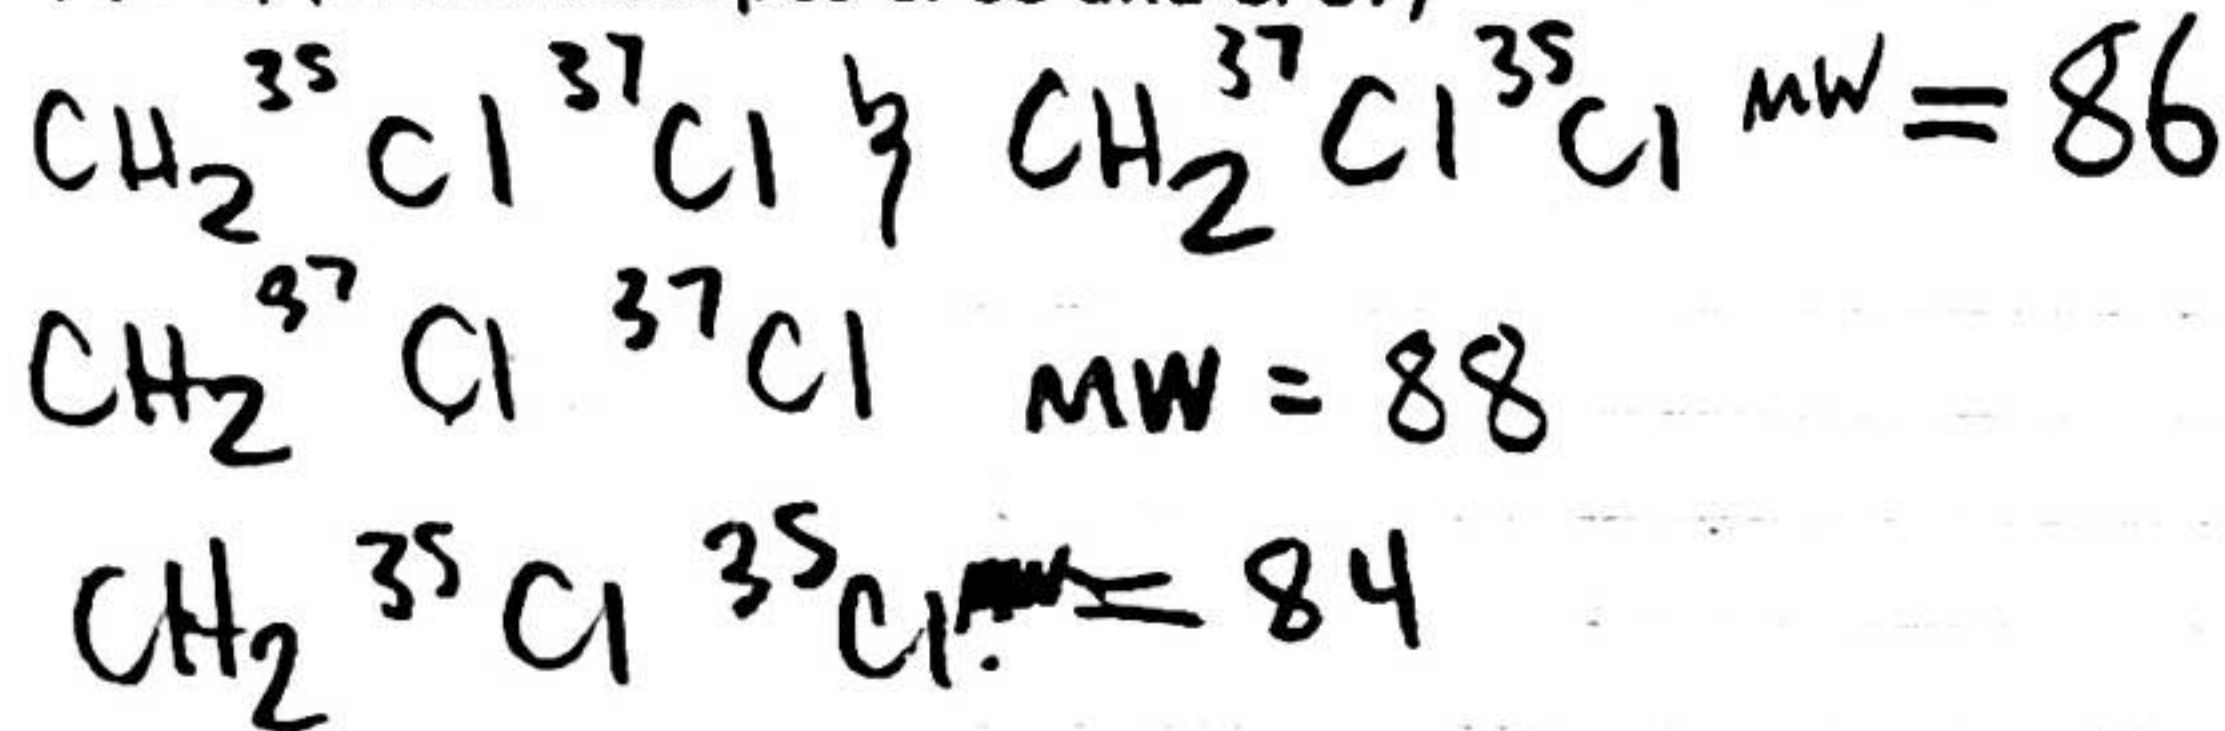 CH₂ ³⁵Cl ³⁷Cl & CH₂ ³⁷Cl ³⁵Cl MW = 86
CH₂ ³⁷Cl ³⁷Cl MW = 88
CH₂ ³⁵Cl ³⁵Cl = 84